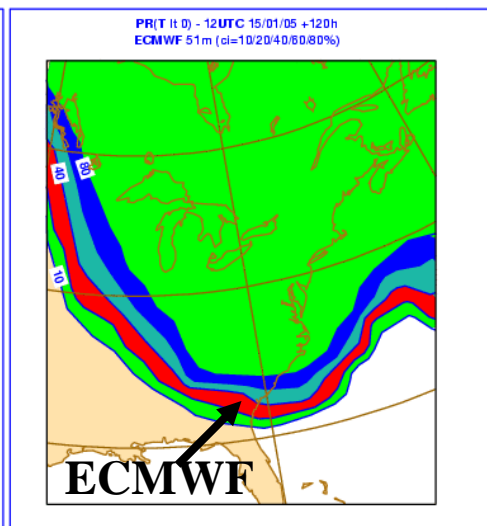 PR(T lt 0) - 12UTC 15/01/05 +120h
ECMWF 51m (ci=10/20/40/60/80%)
80
40
10
ECMWF